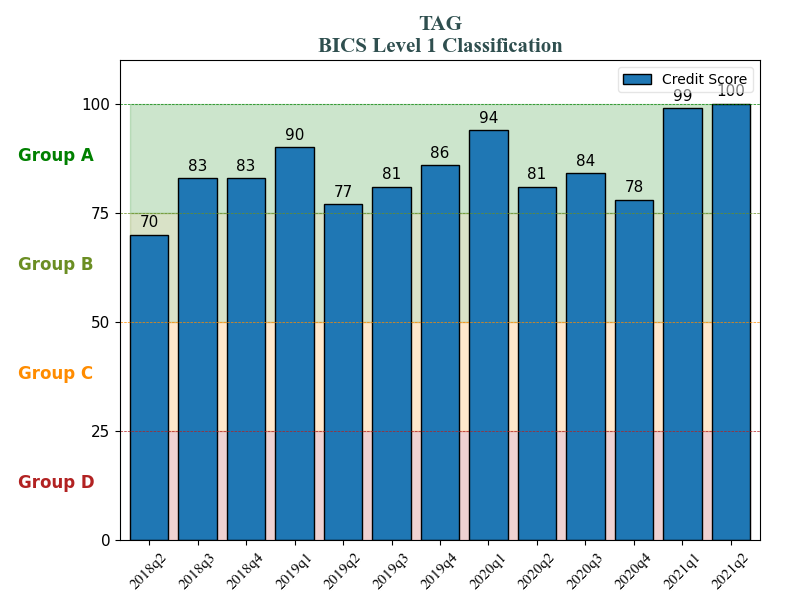 TAG
BICS Level 1 Classification
Credit Score
100
75
50
25
0
Group A
Group B
Group C
Group D
70
83
83
90
77
81
86
94
81
84
78
99
100
2018q2
2018q3
2018q4
2019q1
2019q2
2019q3
2019q4
2020q1
2020q2
2020q3
2020q4
2021q1
2021q2